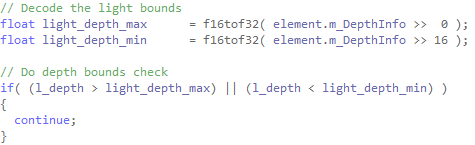 // Decode the light bounds
float light_depth_max = f16tof32( element.m_DepthInfo >> 0 );
float light_depth_min = f16tof32( element.m_DepthInfo >> 16 );
// Do depth bounds check
if( (l_depth > light_depth_max) || (l_depth < light_depth_min) )
{
continue;
}